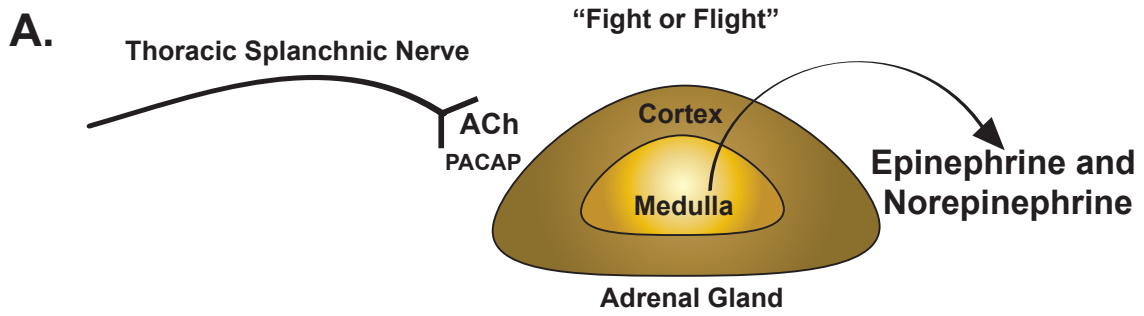 A.
“Fight or Flight”
Thoracic Splanchnic Nerve
ACh
PACAP
Cortex
Medulla
Epinephrine and
Norepinephrine
Adrenal Gland